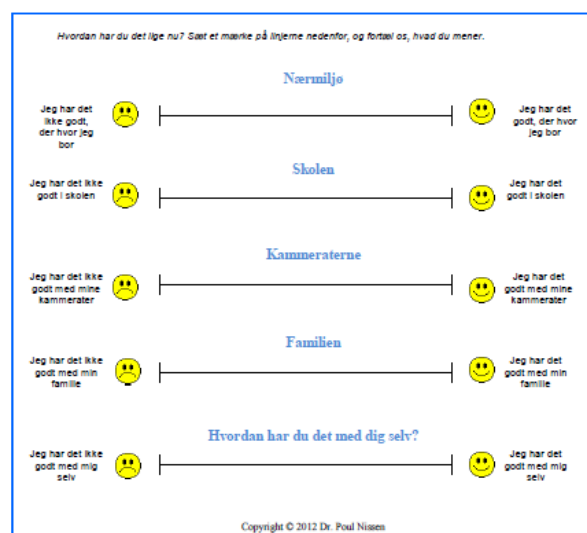 Hvordan har du det lige nu? Sæt et mærke på linjerne nedenfor, og fortæl os, hvad du mener.
Nærmiljø
Jeg har det
ikke godt,
der hvor jeg
bor
Jeg har det
godt, der hvor
jeg bor
Skolen
Jeg har det ikke
godt i skolen
Jeg har det
godt i skolen
Kammeraterne
Jeg har det ikke
godt med mine
kammerater
Jeg har det
godt med mine
kammerater
Familien
Jeg har det ikke
godt med min
familie
Jeg har det
godt med min
familie
Hvordan har du det med dig selv?
Jeg har det ikke
godt med mig
selv
Jeg har det
godt med mig
selv
Copyright © 2012 Dr. Poul Nissen